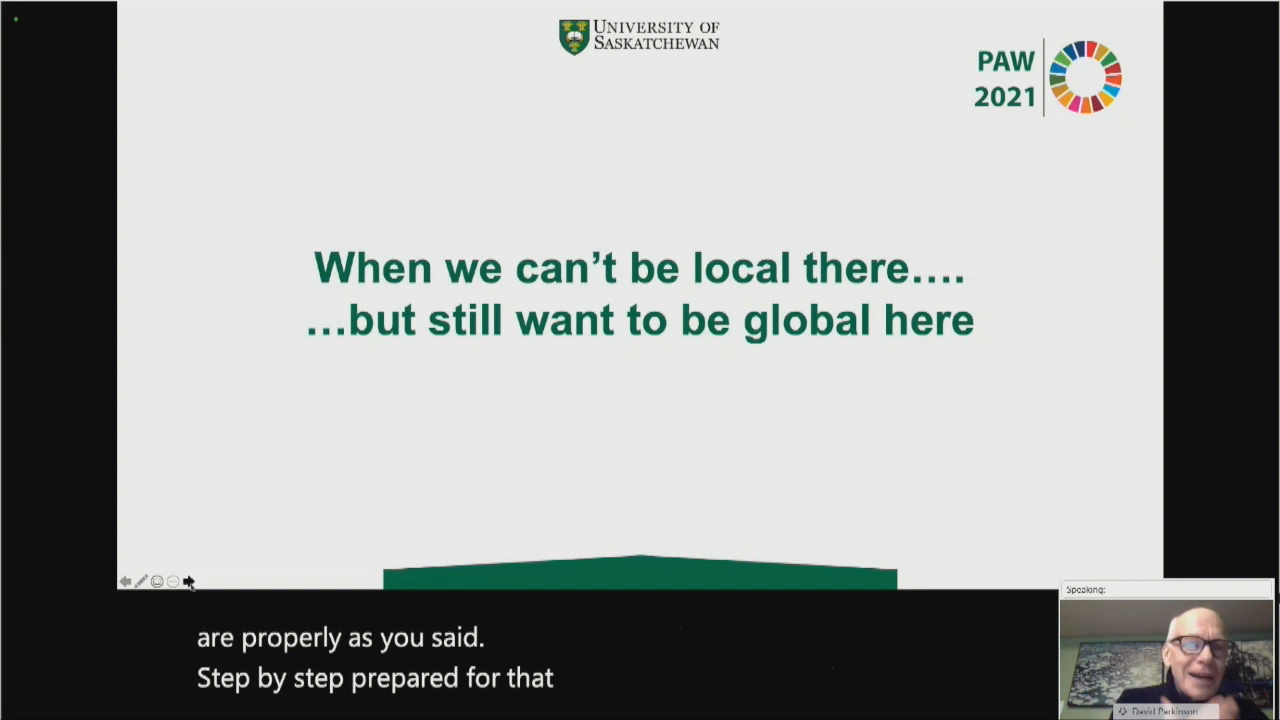 UNIVERSITY OF
SASKATCHEWAN
PAW
2021
When we can’t be local there….
…but still want to be global here
are properly as you said.
Step by step prepared for that
Speaking:
David Parkinson